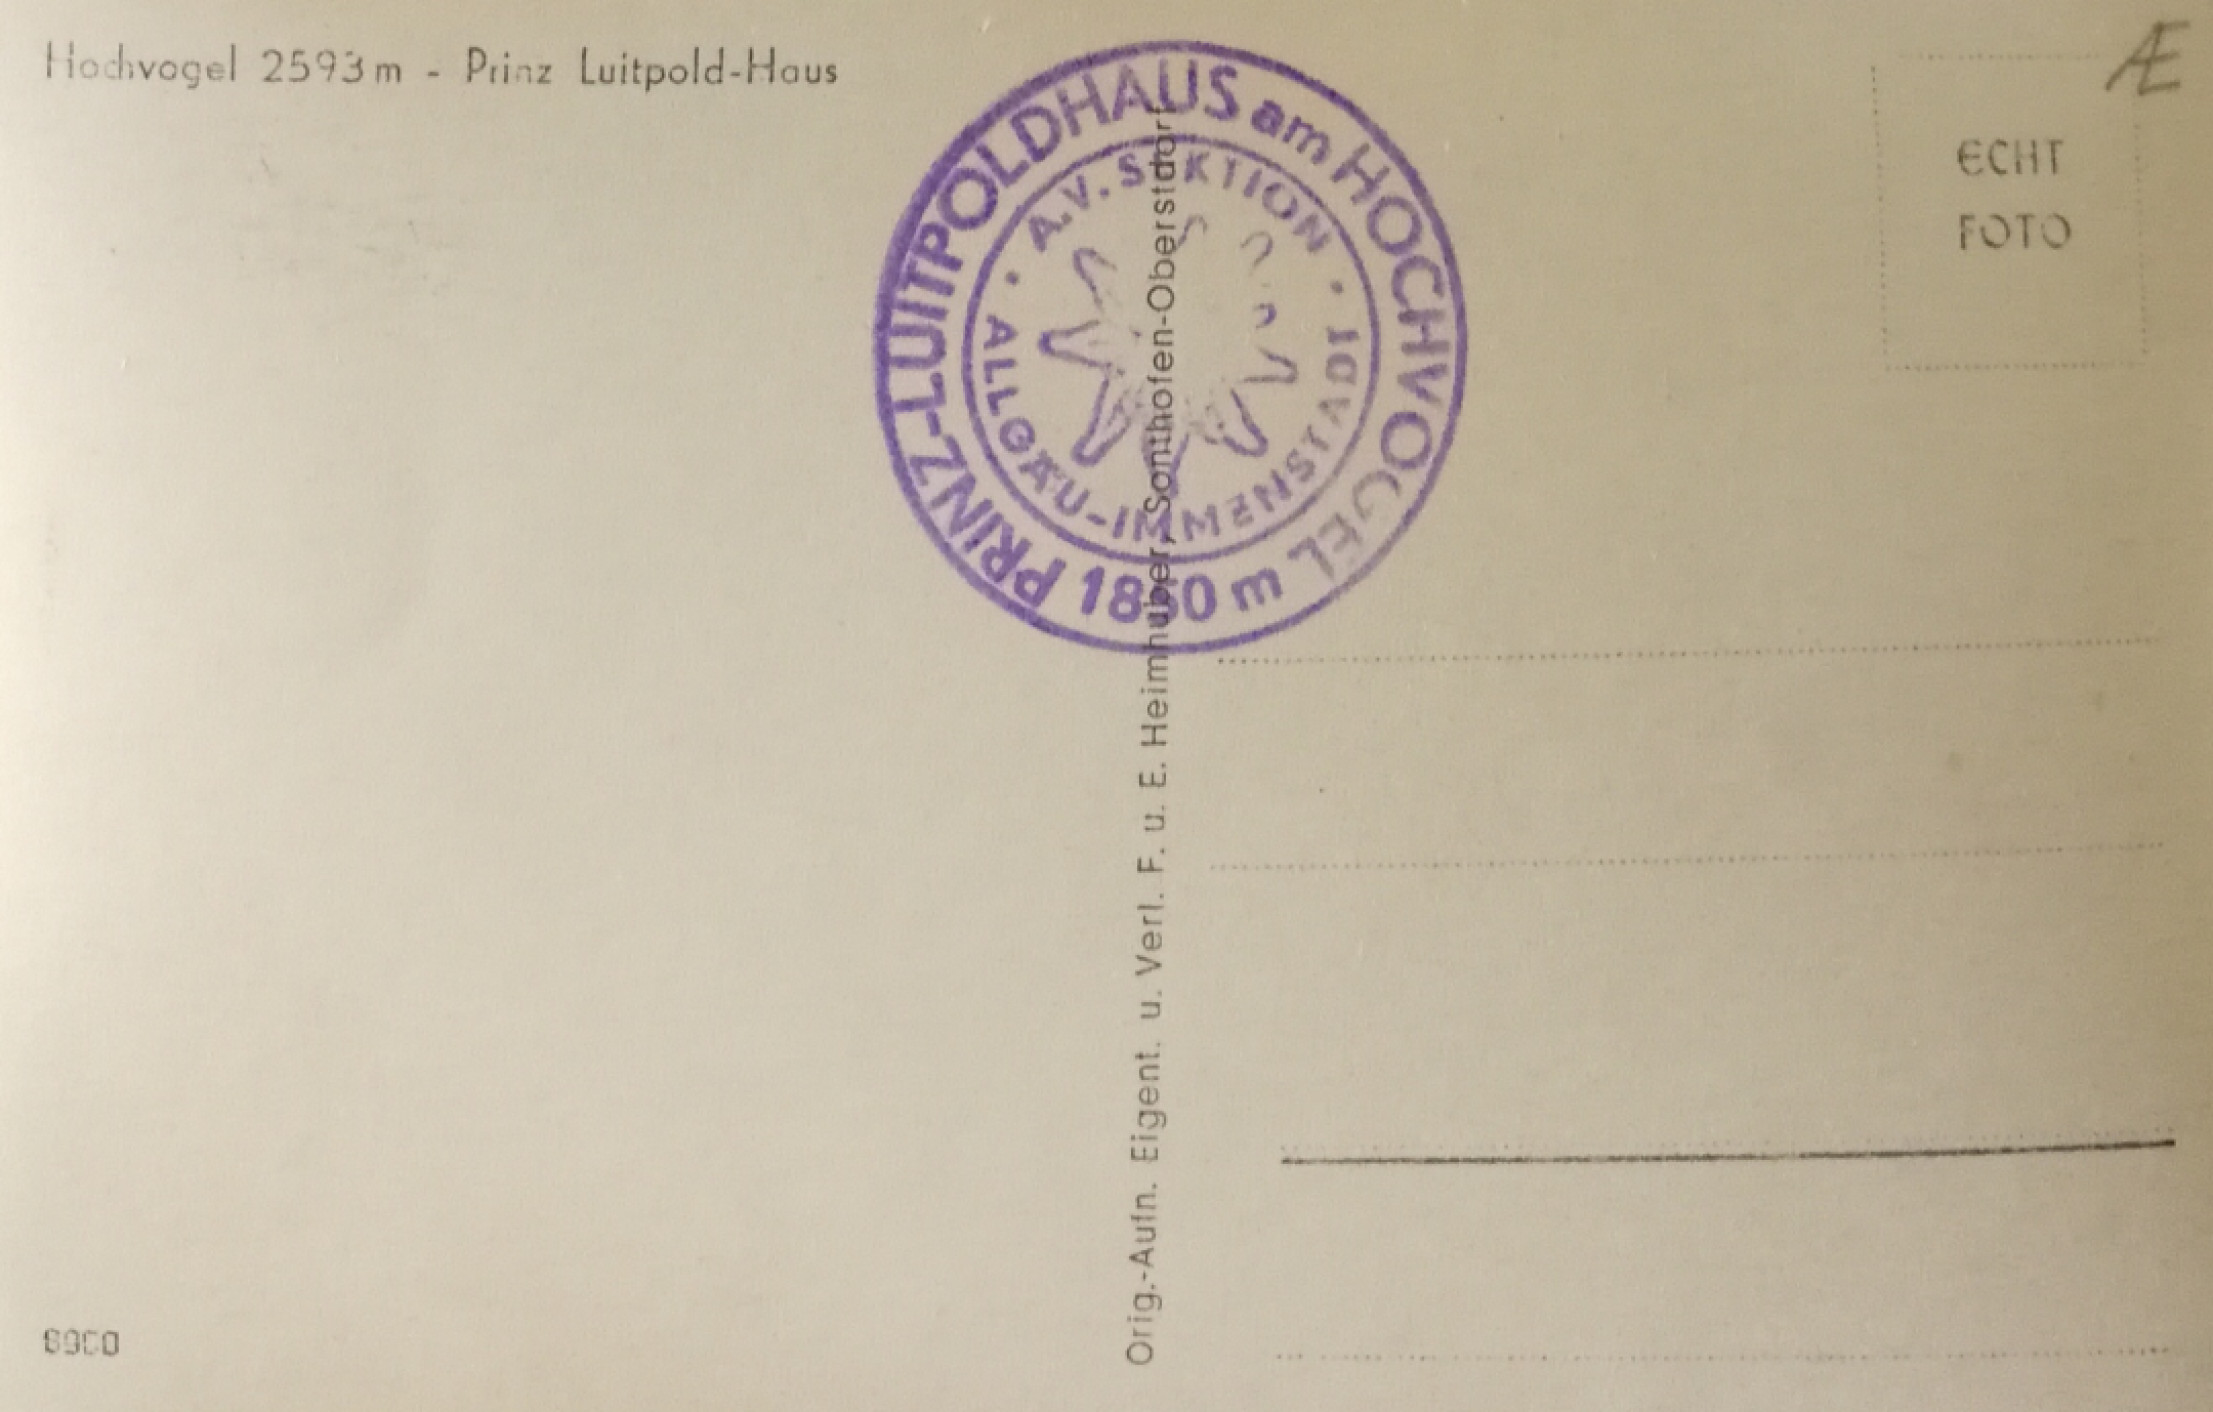 Hochvogel 2593 m - Prinz Luitpold-Haus
PRINZ-LUITPOLDHAUS am HOCHVOGEL
1850 m
A.V. SEKTION
ALLGÄU-IMMENSTADT
Æ
ECHT
FOTO
Orig.-Aufn. Eigent. u. Verl. F. u. E. Heimhuber, Sonthofen-Oberstdorf